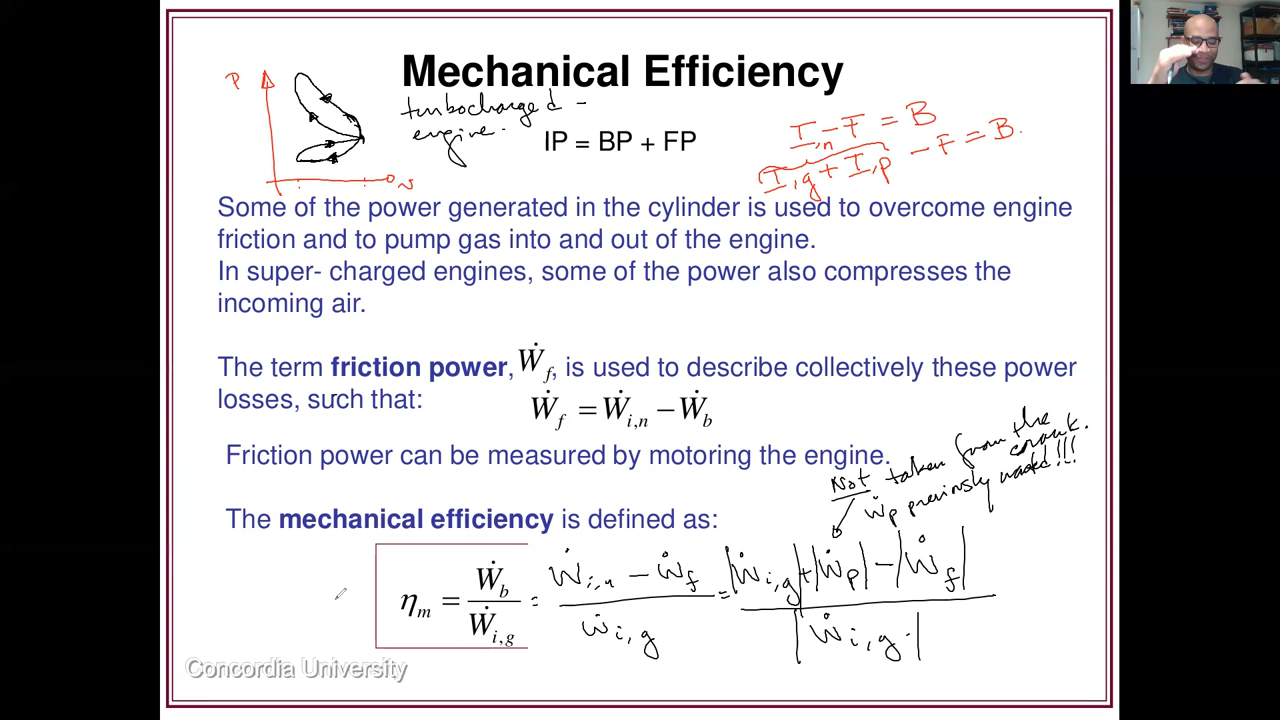 Mechanical Efficiency
P
turbocharged -
engine.
IP = BP + FP
I,n - F = B
I,g + I,p - F = B.
v
Some of the power generated in the cylinder is used to overcome engine
friction and to pump gas into and out of the engine.
In super- charged engines, some of the power also compresses the
incoming air.
The term friction power, Ẇf, is used to describe collectively these power
losses, such that:
Ẇf = Ẇi,n − Ẇb
Friction power can be measured by motoring the engine.
Not taken from the
crank.
Ẇp previously wasted!!!
The mechanical efficiency is defined as:
ηm = Ẇb / Ẇi,g = (Ẇi,n − Ẇf) / Ẇi,g = (|Ẇi,g| + |Ẇp| − |Ẇf|) / |Ẇi,g|
Concordia University